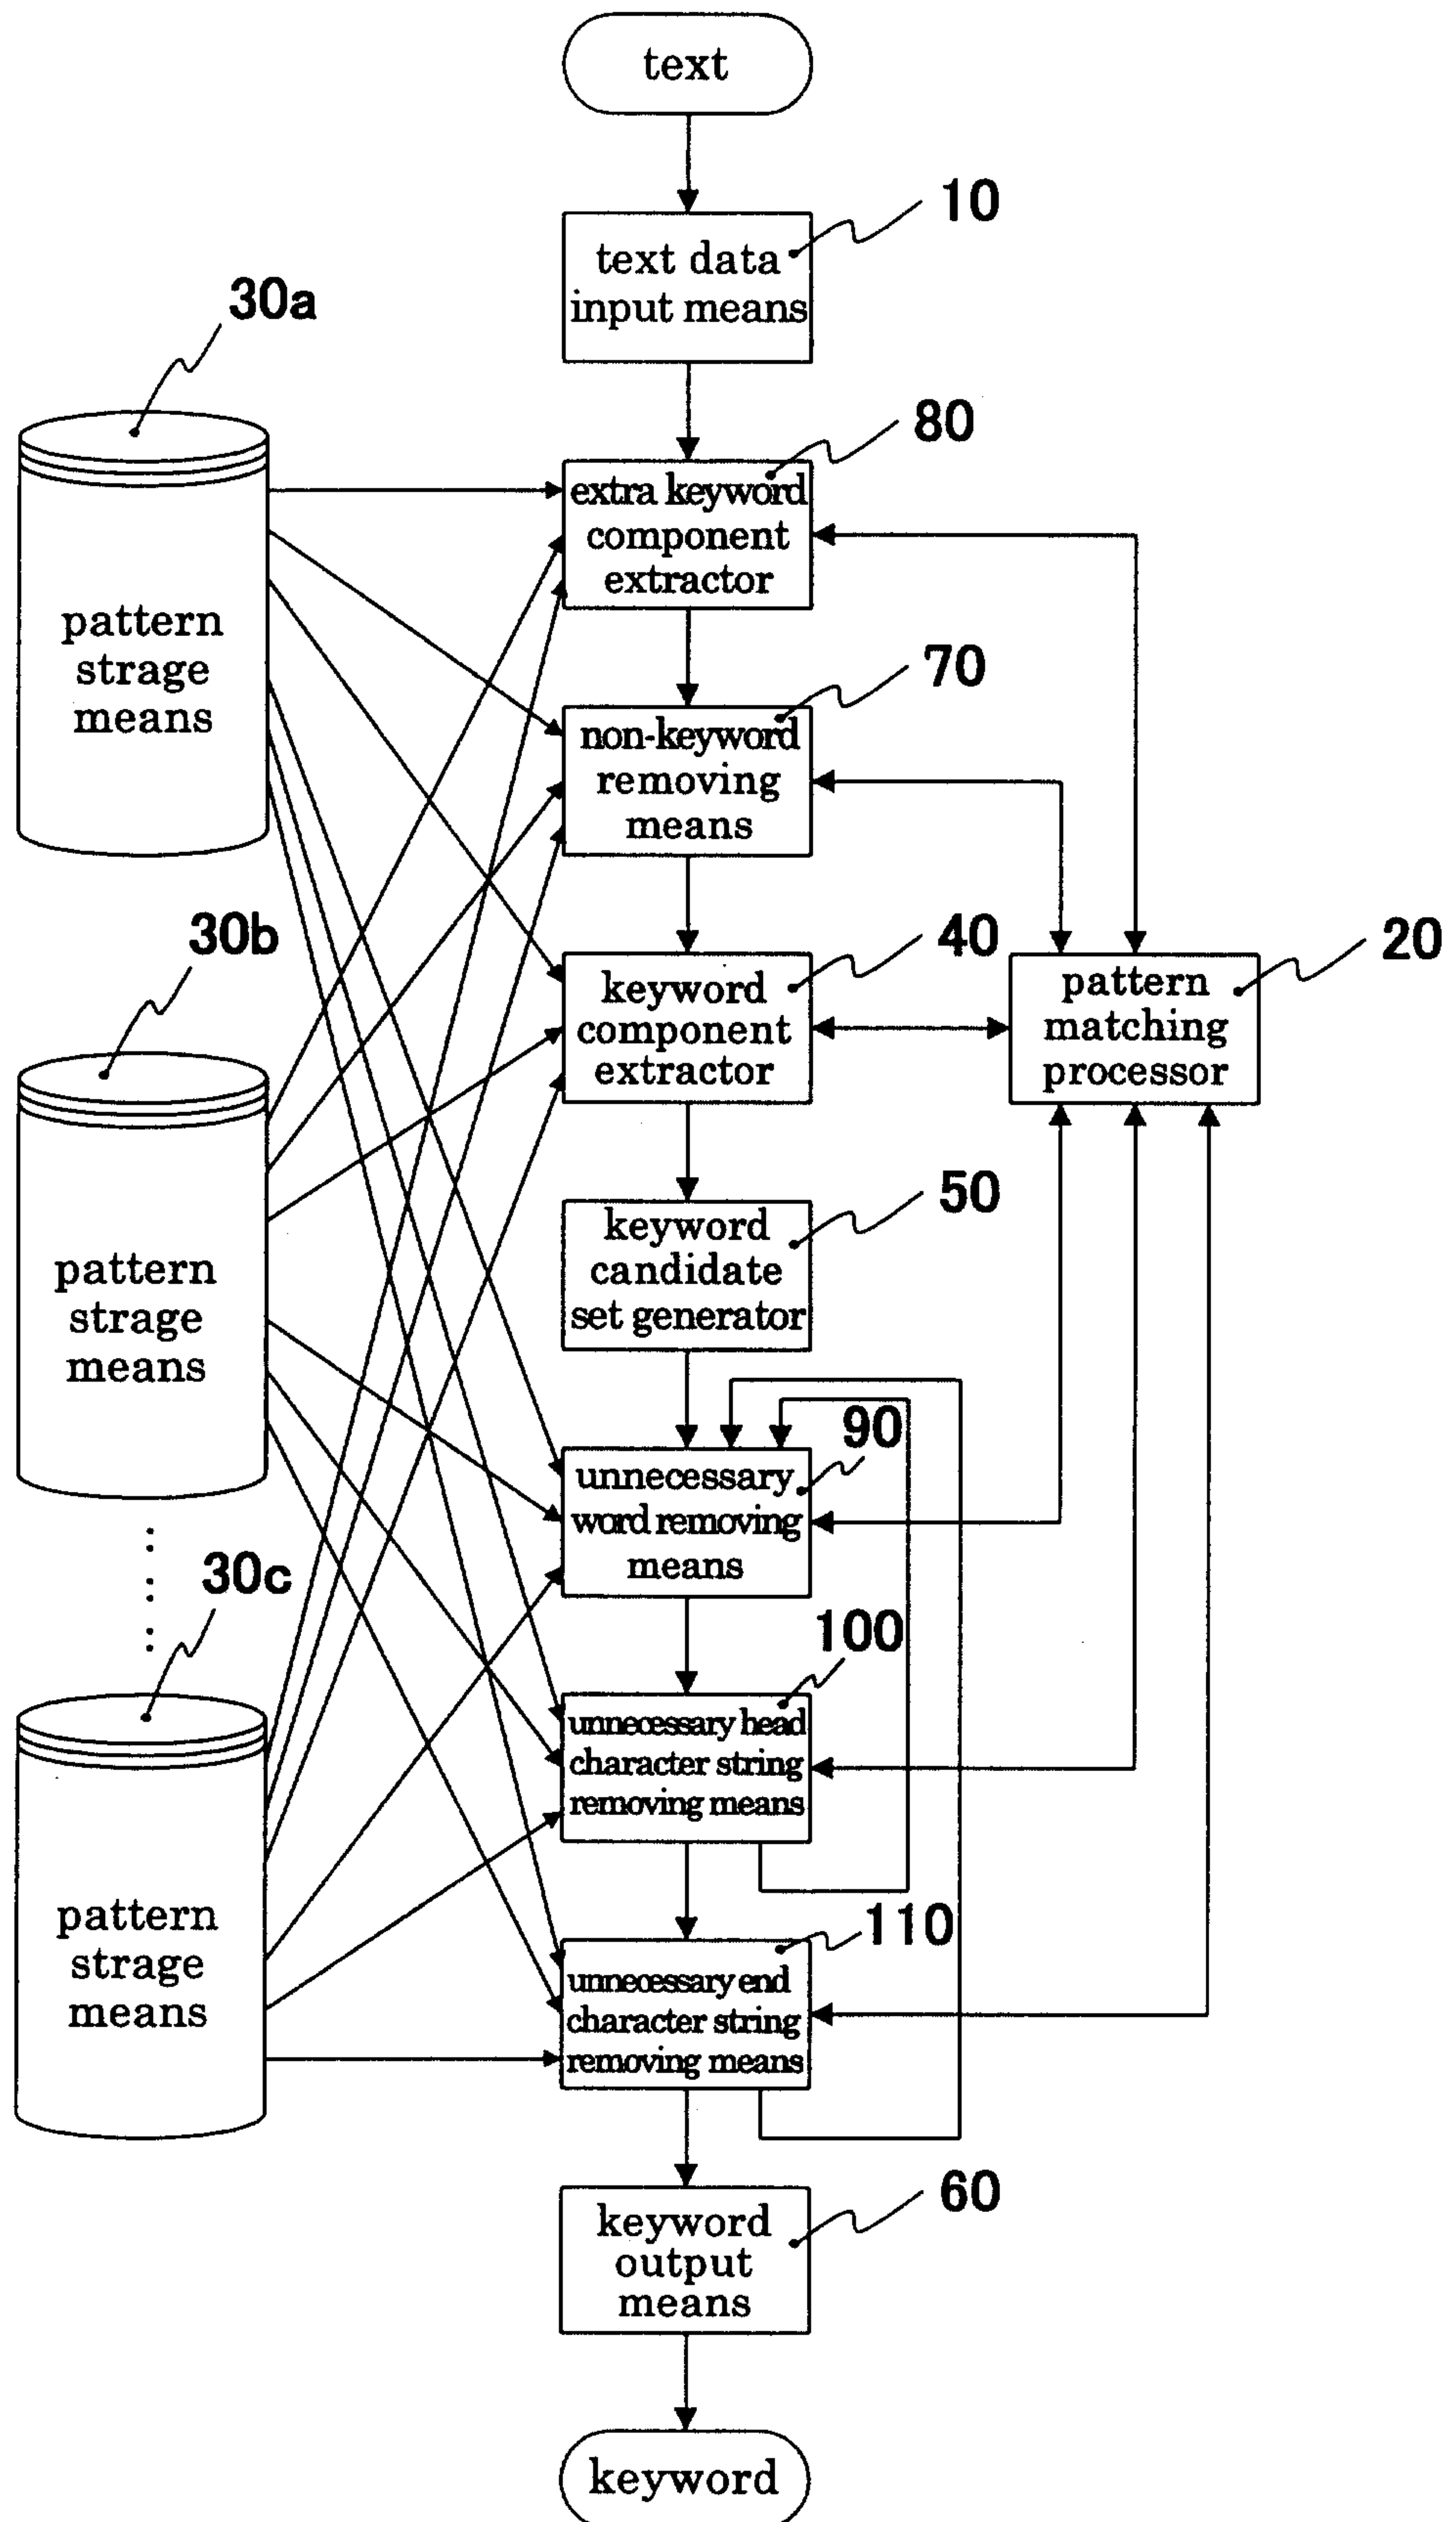 text
10
text data
input means
30a
80
extra keyword
component
extractor
pattern
strage
means
70
non-keyword
removing
means
30b
40
20
keyword
component
extractor
pattern
matching
processor
50
keyword
candidate
set generator
pattern
strage
means
90
unnecessary
word removing
means
30c
100
unnecessary head
character string
removing means
pattern
strage
means
110
unnecessary end
character string
removing means
60
keyword
output
means
keyword